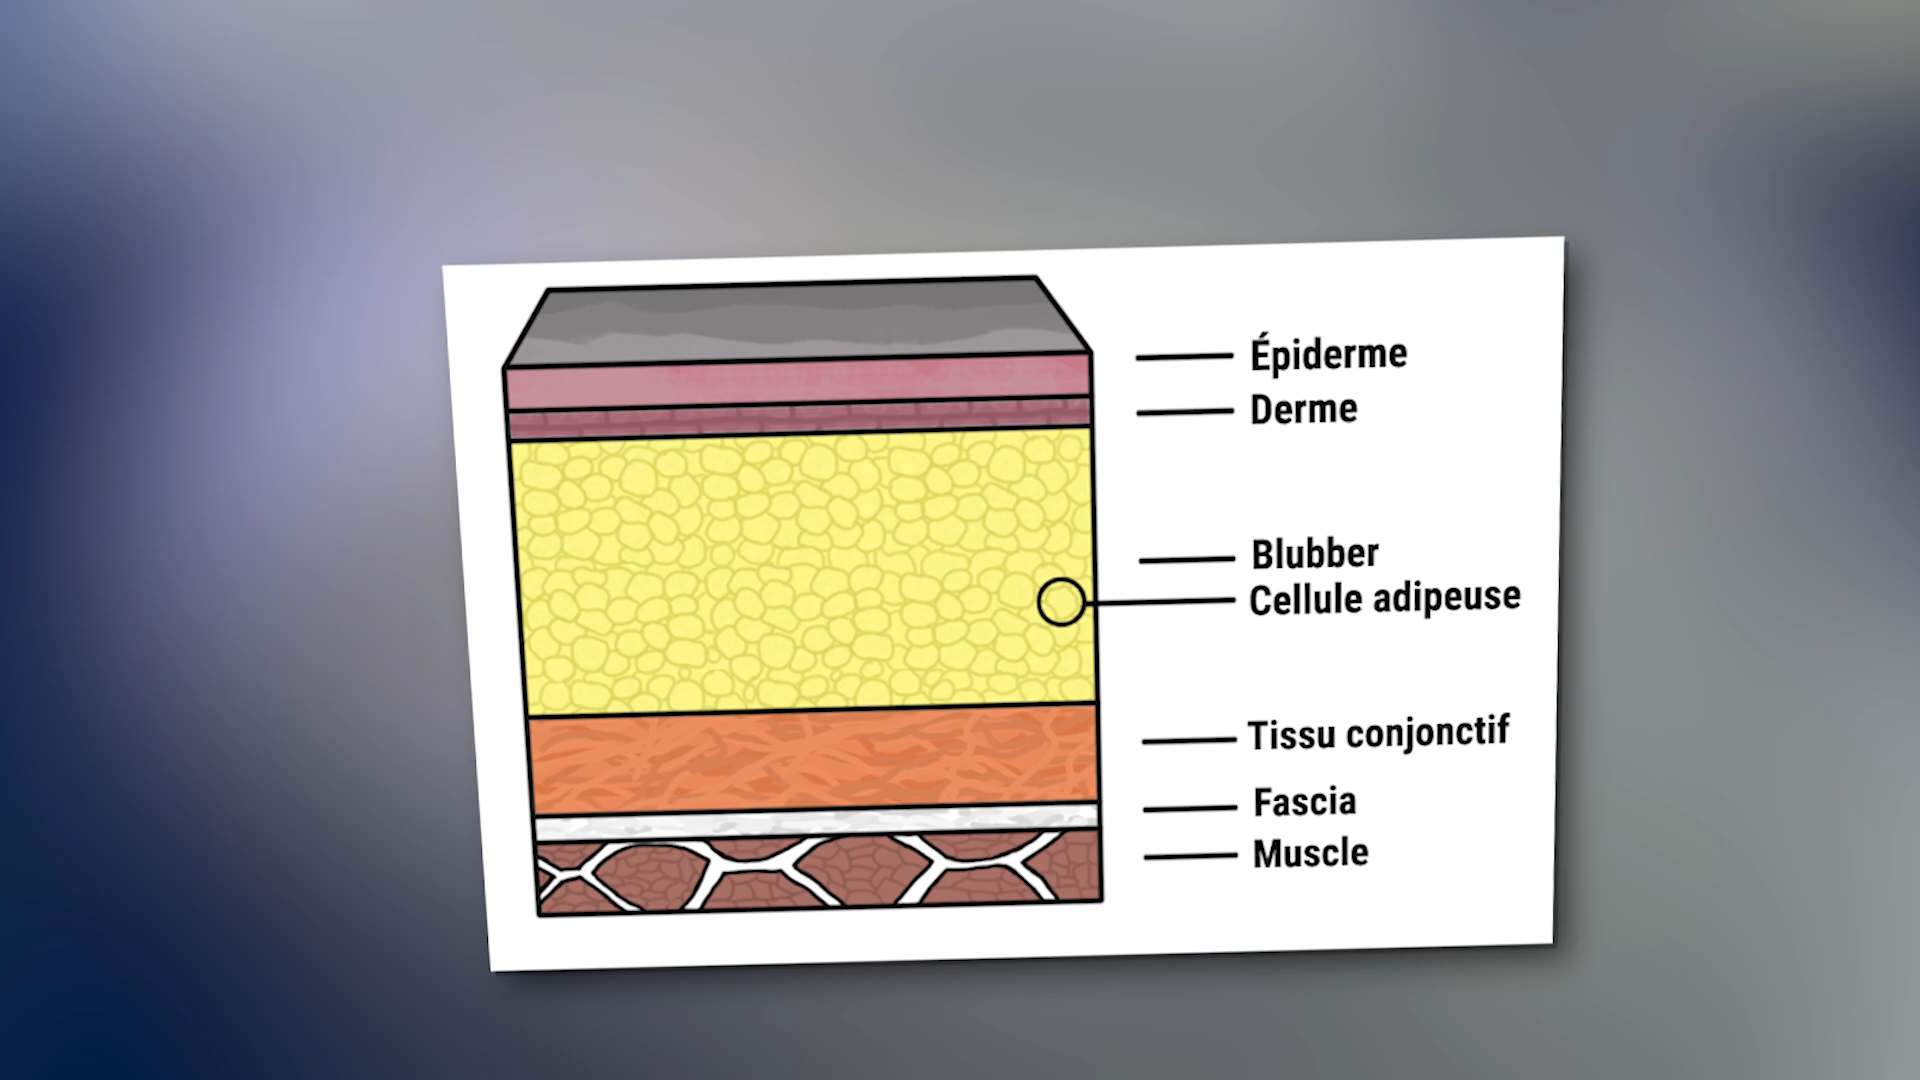 Épiderme
Derme
Blubber
Cellule adipeuse
Tissu conjonctif
Fascia
Muscle